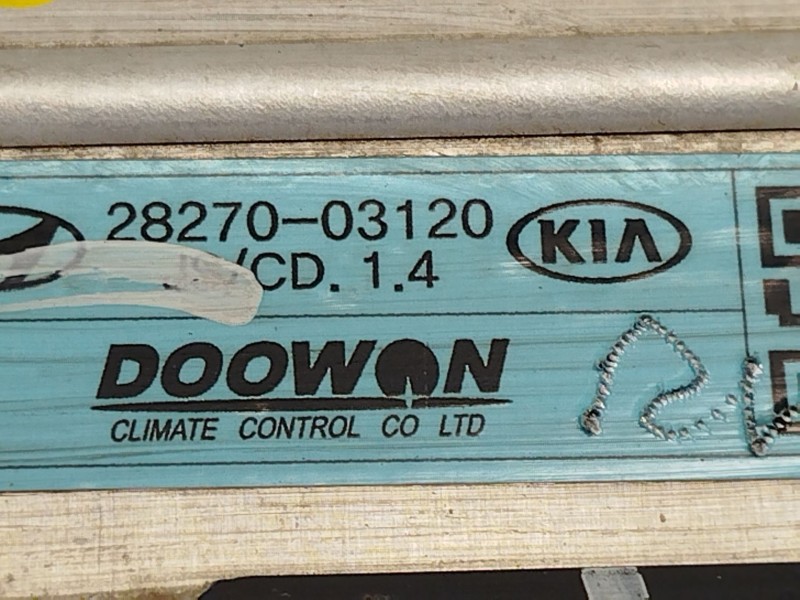 28270-03120
KIA
/CD. 1.4
DOOWON
CLIMATE CONTROL CO LTD